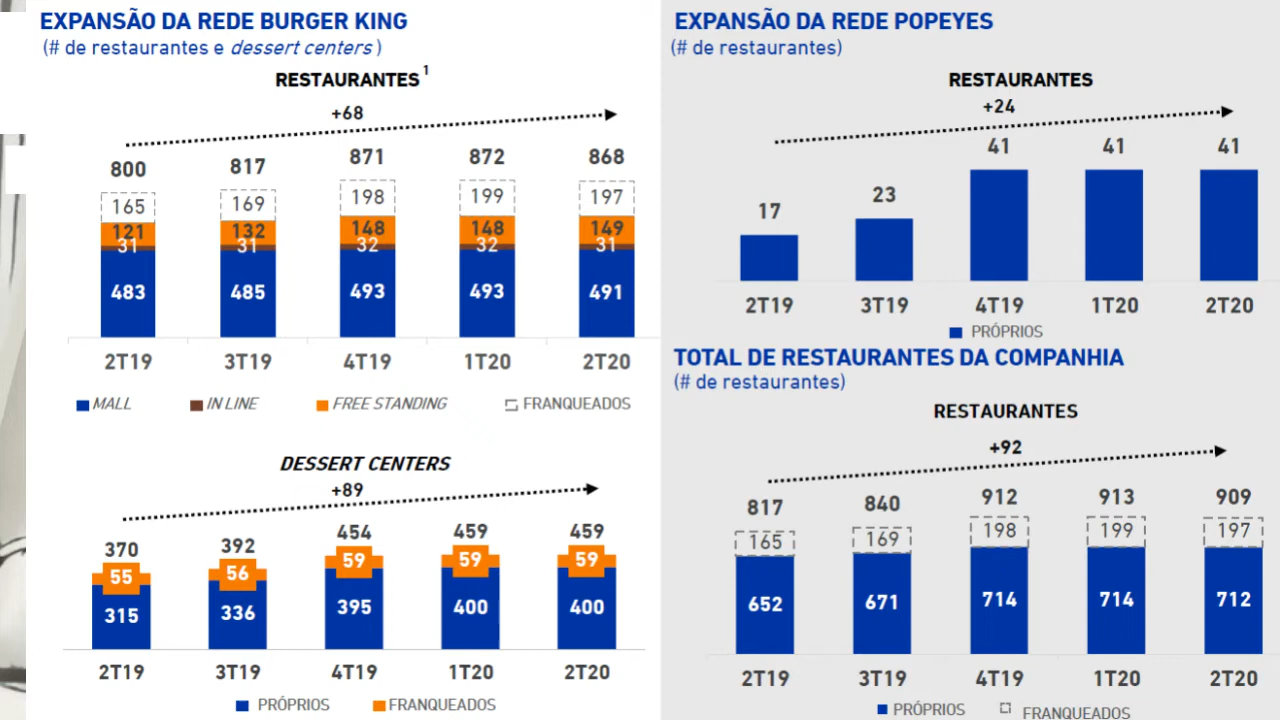 EXPANSÃO DA REDE BURGER KING
(# de restaurantes e dessert centers )
RESTAURANTES 1
+68
800 817 871 872 868
165 169 198 199 197
121 132 148 148 149
31 31 32 32 31
483 485 493 493 491
2T19 3T19 4T19 1T20 2T20
MALL IN LINE FREE STANDING FRANQUEADOS
DESSERT CENTERS
+89
370 392 454 459 459
55 56 59 59 59
315 336 395 400 400
2T19 3T19 4T19 1T20 2T20
PRÓPRIOS FRANQUEADOS
EXPANSÃO DA REDE POPEYES
(# de restaurantes)
RESTAURANTES
+24
17 23 41 41 41
2T19 3T19 4T19 1T20 2T20
PRÓPRIOS
TOTAL DE RESTAURANTES DA COMPANHIA
(# de restaurantes)
RESTAURANTES
+92
817 840 912 913 909
165 169 198 199 197
652 671 714 714 712
2T19 3T19 4T19 1T20 2T20
PRÓPRIOS FRANQUEADOS